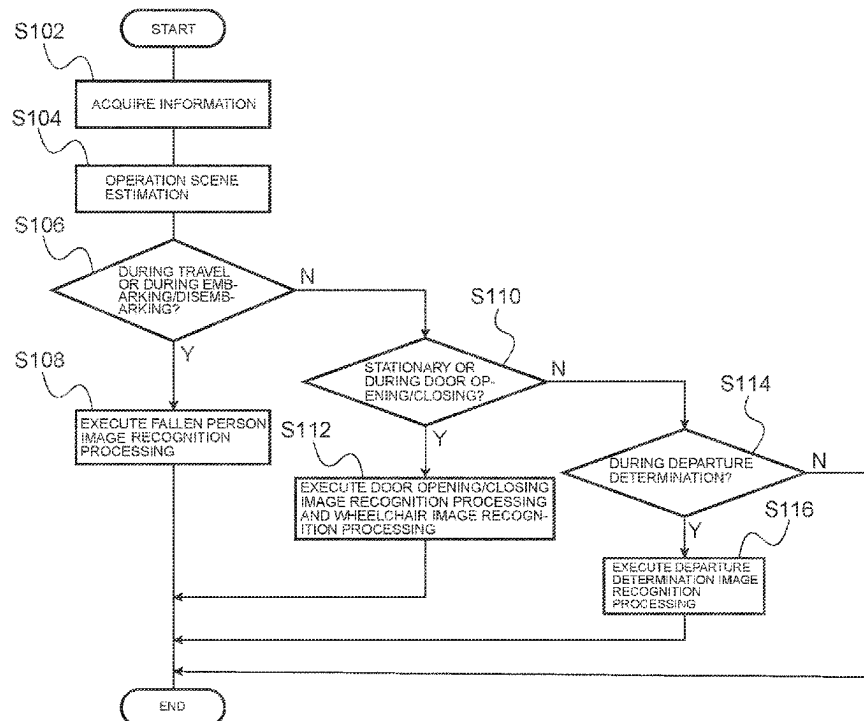 START
S102
ACQUIRE INFORMATION
S104
OPERATION SCENE
ESTIMATION
S106
DURING TRAVEL
OR DURING EMB-
ARKING/DISEMB-
ARKING?
N
Y
S110
STATIONARY OR
DURING DOOR OP-
ENING/CLOSING?
N
Y
S108
EXECUTE FALLEN PERSON
IMAGE RECOGNITION
PROCESSING
S112
EXECUTE DOOR OPENING/CLOSING
IMAGE RECOGNITION PROCESSING
AND WHEELCHAIR IMAGE RECOGN-
ITION PROCESSING
S114
DURING DEPARTURE
DETERMINATION?
N
Y
S116
EXECUTE DEPARTURE
DETERMINATION IMAGE
RECOGNITION
PROCESSING
END